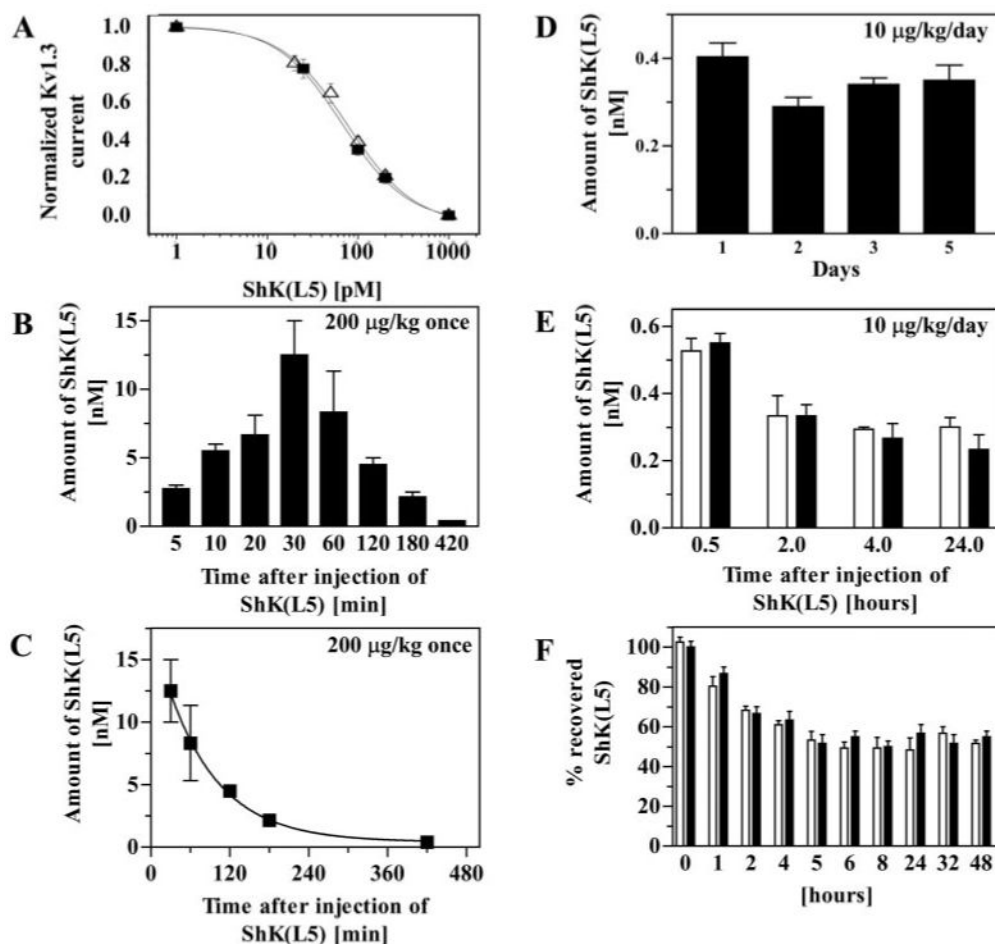 A
Normalized Kv1.3
current
1.0
0.8
0.6
0.4
0.2
0.0
1 10 100 1000
ShK(L5) [pM]
B
200 μg/kg once
Amount of ShK(L5)
[nM]
15
10
5
0
5 10 20 30 60 120 180 420
Time after injection of
ShK(L5) [min]
C
200 μg/kg once
Amount of ShK(L5)
[nM]
15
10
5
0
0 120 240 360 480
Time after injection of
ShK(L5) [min]
D
10 μg/kg/day
Amount of ShK(L5)
[nM]
0.4
0.2
0.0
1 2 3 5
Days
E
10 μg/kg/day
Amount of ShK(L5)
[nM]
0.6
0.4
0.2
0.0
0.5 2.0 4.0 24.0
Time after injection of
ShK(L5) [hours]
F
% recovered
ShK(L5)
100
80
60
40
20
0
0 1 2 4 5 6 8 24 32 48
[hours]